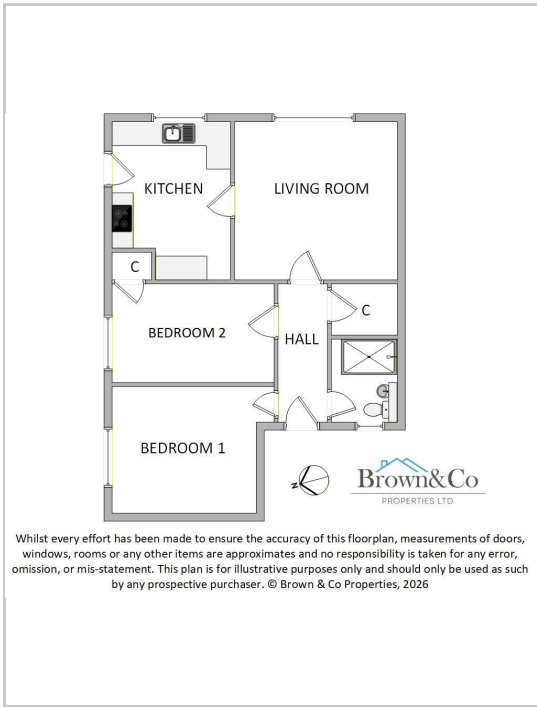 KITCHEN
LIVING ROOM
C
BEDROOM 2
HALL
C
BEDROOM 1
N
Brown&Co
PROPERTIES LTD
Whilst every effort has been made to ensure the accuracy of this floorplan, measurements of doors,
windows, rooms or any other items are approximates and no responsibility is taken for any error,
omission, or mis-statement. This plan is for illustrative purposes only and should only be used as such
by any prospective purchaser. © Brown & Co Properties, 2026